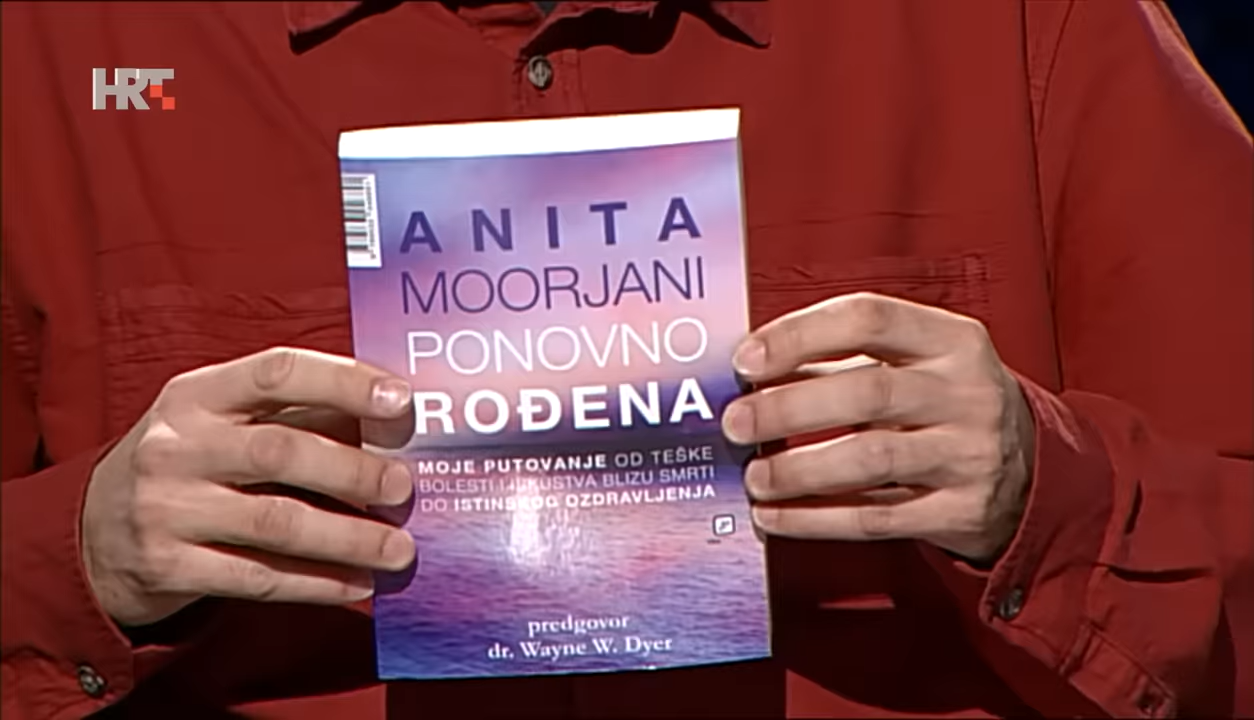 HRT
ANITA
MOORJANI
PONOVNO
ROĐENA
MOJE PUTOVANJE OD TEŠKE
BOLESTI I ISKUSTVA BLIZU SMRTI
DO ISTINSKOG OZDRAVLJENJA
predgovor
dr. Wayne W. Dyer